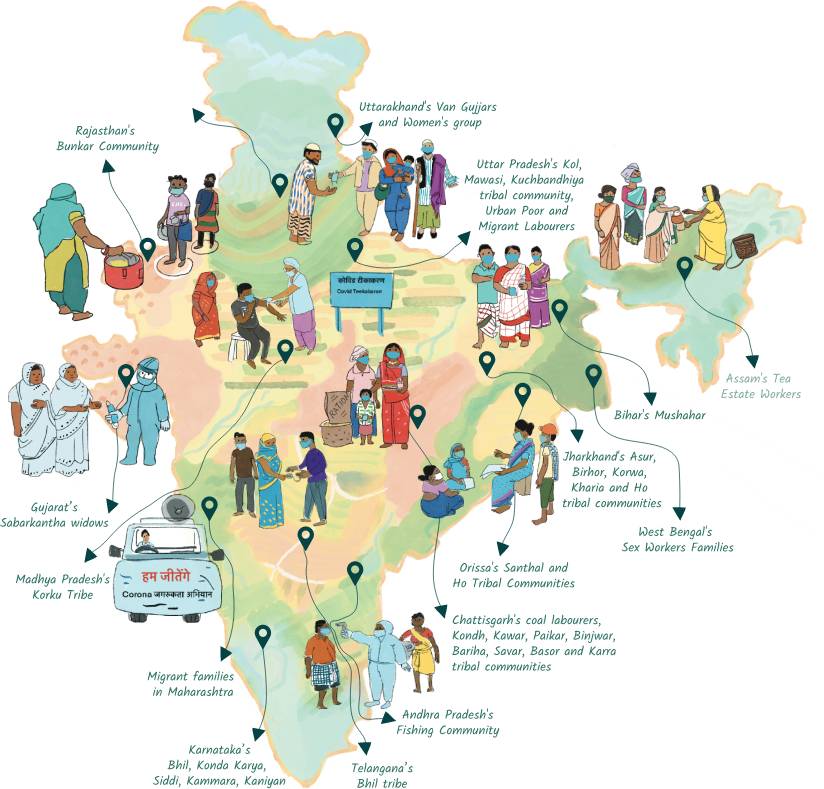 Uttarakhand's Van Gujjars
and Women's group
Rajasthan's
Bunkar Community
Uttar Pradesh's Kol,
Mawasi, Kuchbandhiya
tribal community,
Urban Poor and
Migrant Labourers
कोविड टीकाकरण
Covid Teekakaran
RATION
Assam's Tea
Estate Workers
Bihar's Mushahar
Jharkhand's Asur,
Birhor, Korwa,
Kharia and Ho
tribal communities
West Bengal's
Sex Workers Families
Gujarat's
Sabarkantha widows
Madhya Pradesh's
Korku Tribe
हम जीतेंगे
Corona जागरूकता अभियान
Orissa's Santhal and
Ho Tribal Communities
Chattisgarh's coal labourers,
Kondh, Kawar, Paikar, Binjwar,
Bariha, Savar, Basor and Karra
tribal communities
Migrant families
in Maharashtra
Andhra Pradesh's
Fishing Community
Karnataka's
Bhil, Konda Karya,
Siddi, Kammara, Kaniyan
Telangana's
Bhil tribe